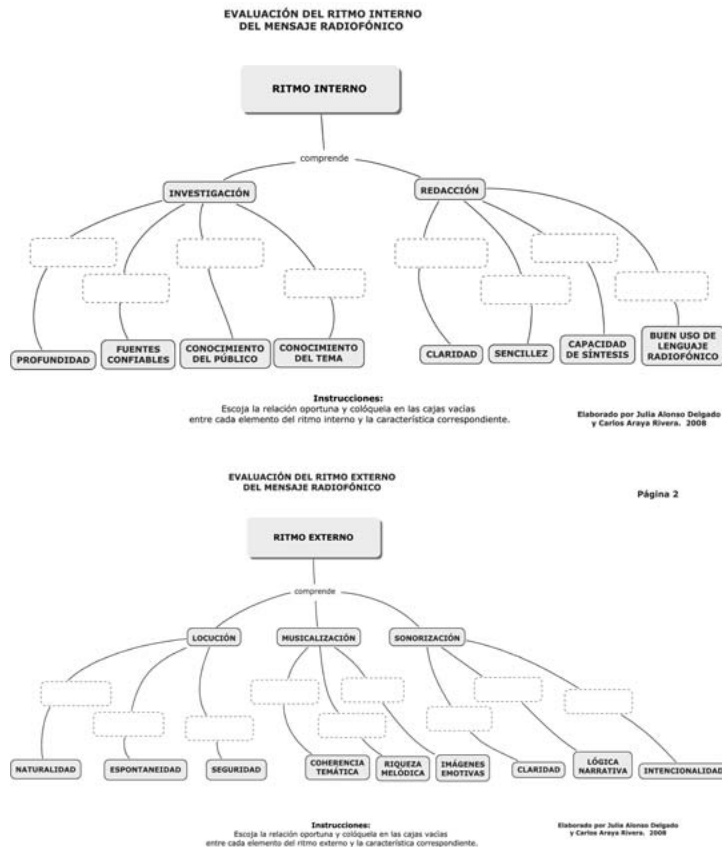 EVALUACIÓN DEL RITMO INTERNO
DEL MENSAJE RADIOFÓNICO
RITMO INTERNO
comprende
INVESTIGACIÓN
REDACCIÓN
PROFUNDIDAD
FUENTES
CONFIABLES
CONOCIMIENTO
DEL PÚBLICO
CONOCIMIENTO
DEL TEMA
CLARIDAD
SENCILLEZ
CAPACIDAD
DE SÍNTESIS
BUEN USO DE
LENGUAJE
RADIOFÓNICO
Instrucciones:
Escoja la relación oportuna y colóquela en las cajas vacías
entre cada elemento del ritmo interno y la característica correspondiente.
Elaborado por Julia Alonso Delgado
y Carlos Araya Rivera. 2008
EVALUACIÓN DEL RITMO EXTERNO
DEL MENSAJE RADIOFÓNICO
Página 2
RITMO EXTERNO
comprende
LOCUCIÓN
MUSICALIZACIÓN
SONORIZACIÓN
NATURALIDAD
ESPONTANEIDAD
SEGURIDAD
COHERENCIA
TEMÁTICA
RIQUEZA
MELÓDICA
IMÁGENES
EMOTIVAS
CLARIDAD
LÓGICA
NARRATIVA
INTENCIONALIDAD
Instrucciones:
Escoja la relación oportuna y colóquela en las cajas vacías
entre cada elemento del ritmo externo y la característica correspondiente.
Elaborado por Julia Alonso Delgado
y Carlos Araya Rivera. 2008